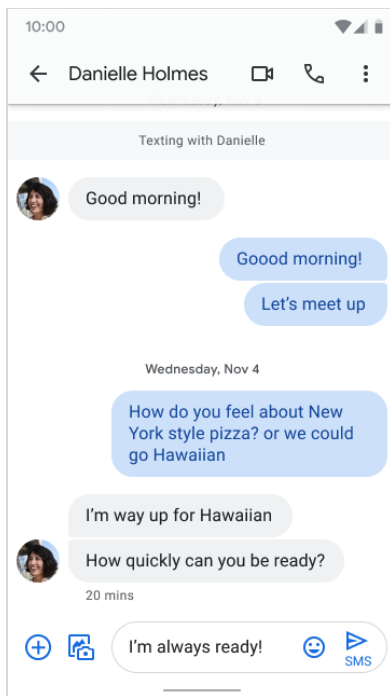 10:00
Danielle Holmes
Texting with Danielle
Good morning!
Goood morning!
Let's meet up
Wednesday, Nov 4
How do you feel about New
York style pizza? or we could
go Hawaiian
I'm way up for Hawaiian
How quickly can you be ready?
20 mins
I'm always ready!
SMS